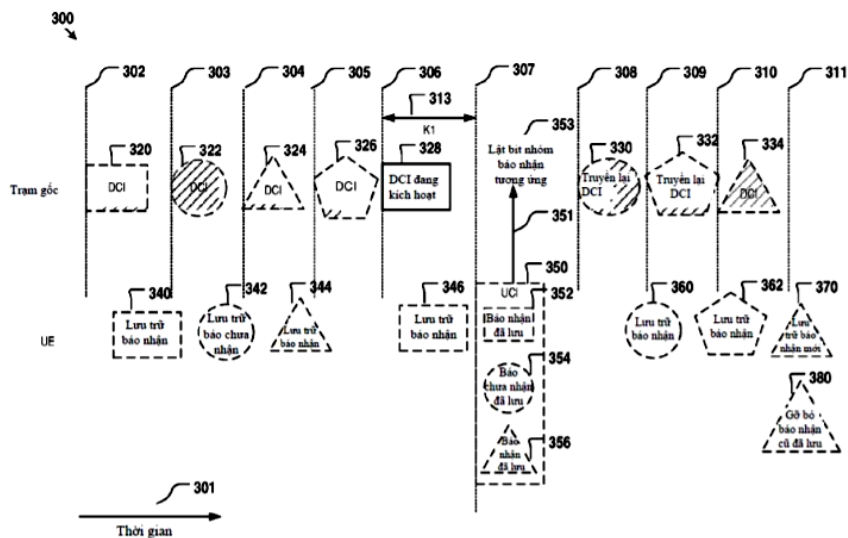 300
302 303 304 305 306 307 308 309 310 311
313
K1
320 322 324 326 328 353 330 332 334
Lật bit nhóm
báo nhận
tương ứng
Trạm gốc
DCI
DCI
DCI
DCI
DCI đang
kích hoạt
Truyền lại
DCI
Truyền lại
DCI
DCI
351
350
340 342 344 346 352 360 362 370
UE
Lưu trữ
báo nhận
Lưu trữ
báo chưa
nhận
Lưu trữ
báo nhận
Lưu trữ
báo nhận
UCI
Báo nhận
đã lưu
Lưu trữ
báo nhận
Lưu trữ
báo nhận
Lưu
trữ báo
nhận mới
354
Báo
chưa nhận
đã lưu
380
Gỡ bỏ
báo nhận
cũ đã lưu
356
Báo
nhận
đã lưu
301
Thời gian